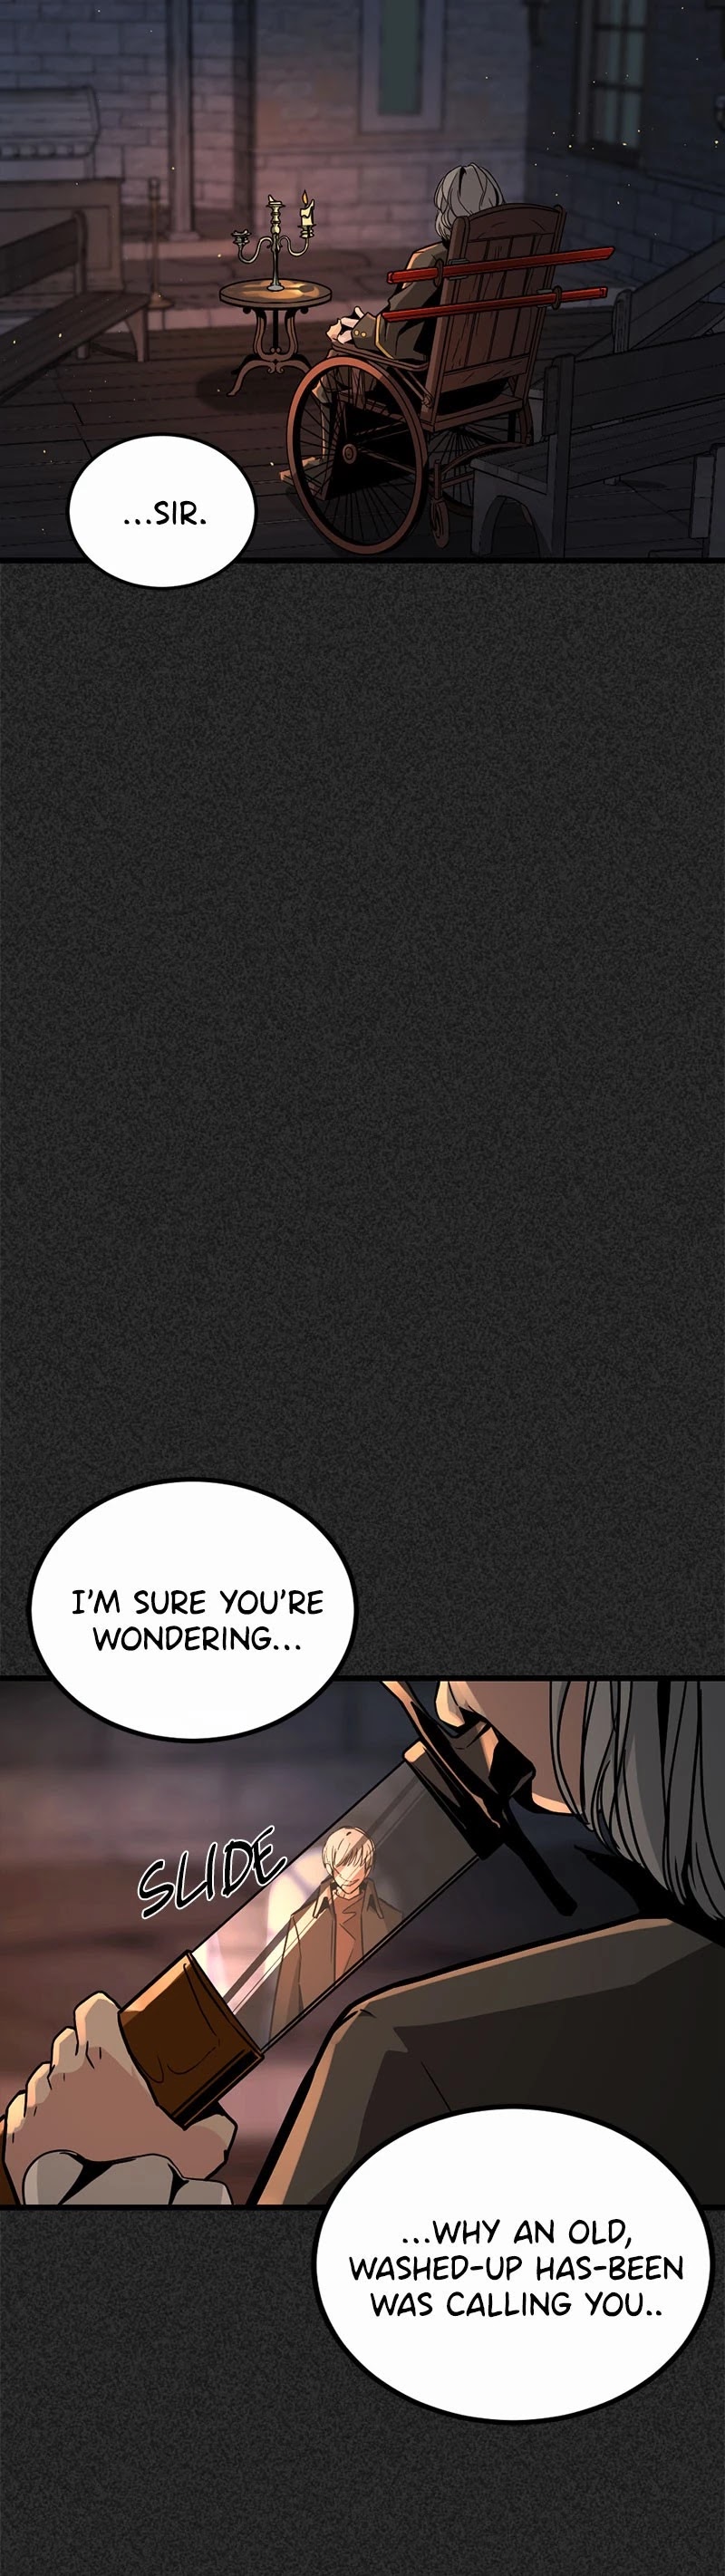 ...SIR.
I'M SURE YOU'RE
WONDERING...
SLIDE
...WHY AN OLD,
WASHED-UP HAS-BEEN
WAS CALLING YOU..